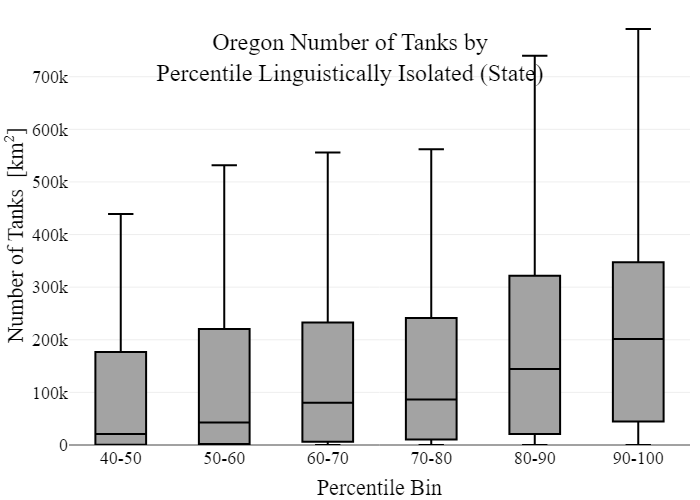 Oregon Number of Tanks by
Percentile Linguistically Isolated (State)
Number of Tanks [km²]
700k
600k
500k
400k
300k
200k
100k
0
40-50 50-60 60-70 70-80 80-90 90-100
Percentile Bin